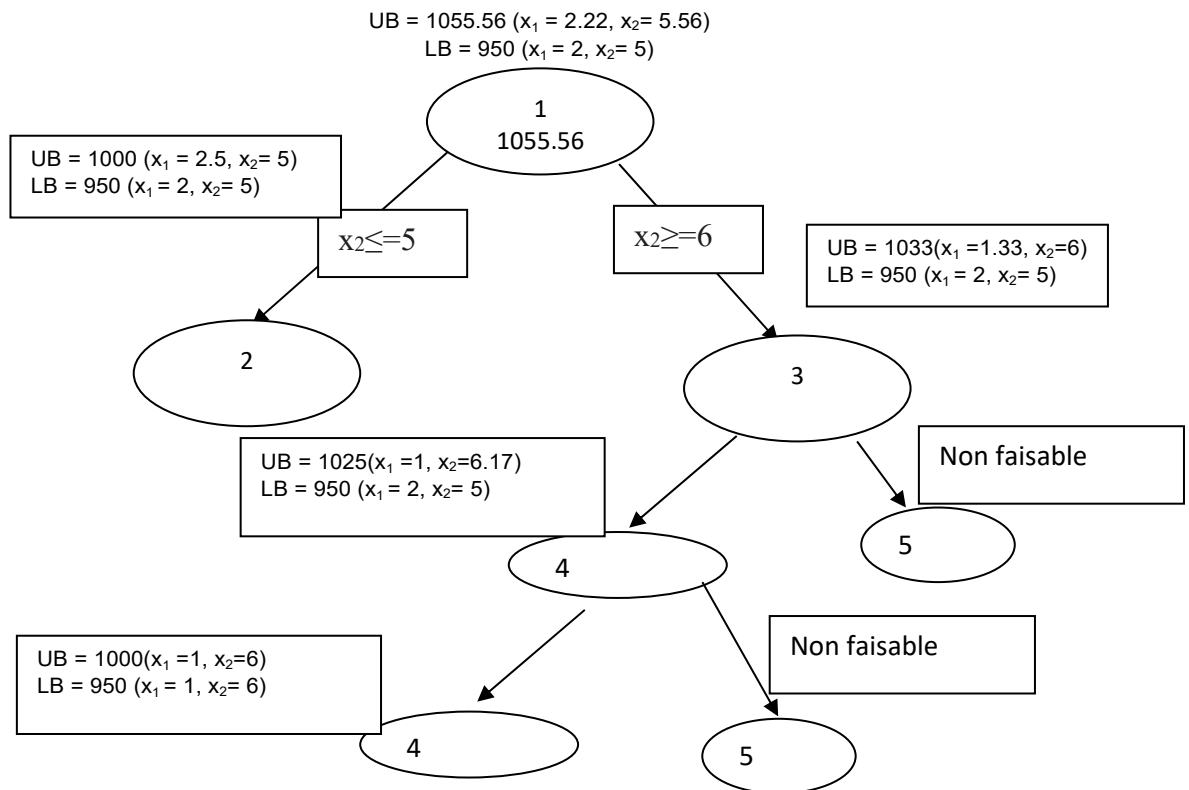 UB = 1055.56 (x₁ = 2.22, x₂= 5.56)
LB = 950 (x₁ = 2, x₂= 5)
1
1055.56
UB = 1000 (x₁ = 2.5, x₂= 5)
LB = 950 (x₁ = 2, x₂= 5)
x₂≤=5
x₂≥=6
UB = 1033(x₁ =1.33, x₂=6)
LB = 950 (x₁ = 2, x₂= 5)
2
3
UB = 1025(x₁ =1, x₂=6.17)
LB = 950 (x₁ = 2, x₂= 5)
Non faisable
4
5
UB = 1000(x₁ =1, x₂=6)
LB = 950 (x₁ = 1, x₂= 6)
Non faisable
4
5